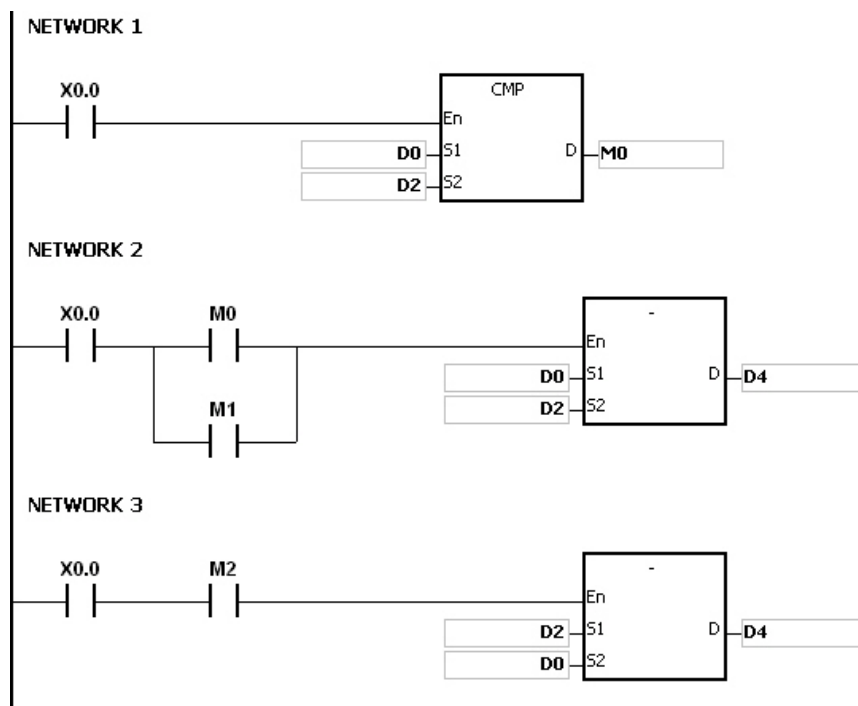 NETWORK 1
X0.0
CMP
En
D0 S1 D M0
D2 S2
NETWORK 2
X0.0 M0
-
En
D0 S1 D D4
M1
D2 S2
NETWORK 3
X0.0 M2
-
En
D2 S1 D D4
D0 S2